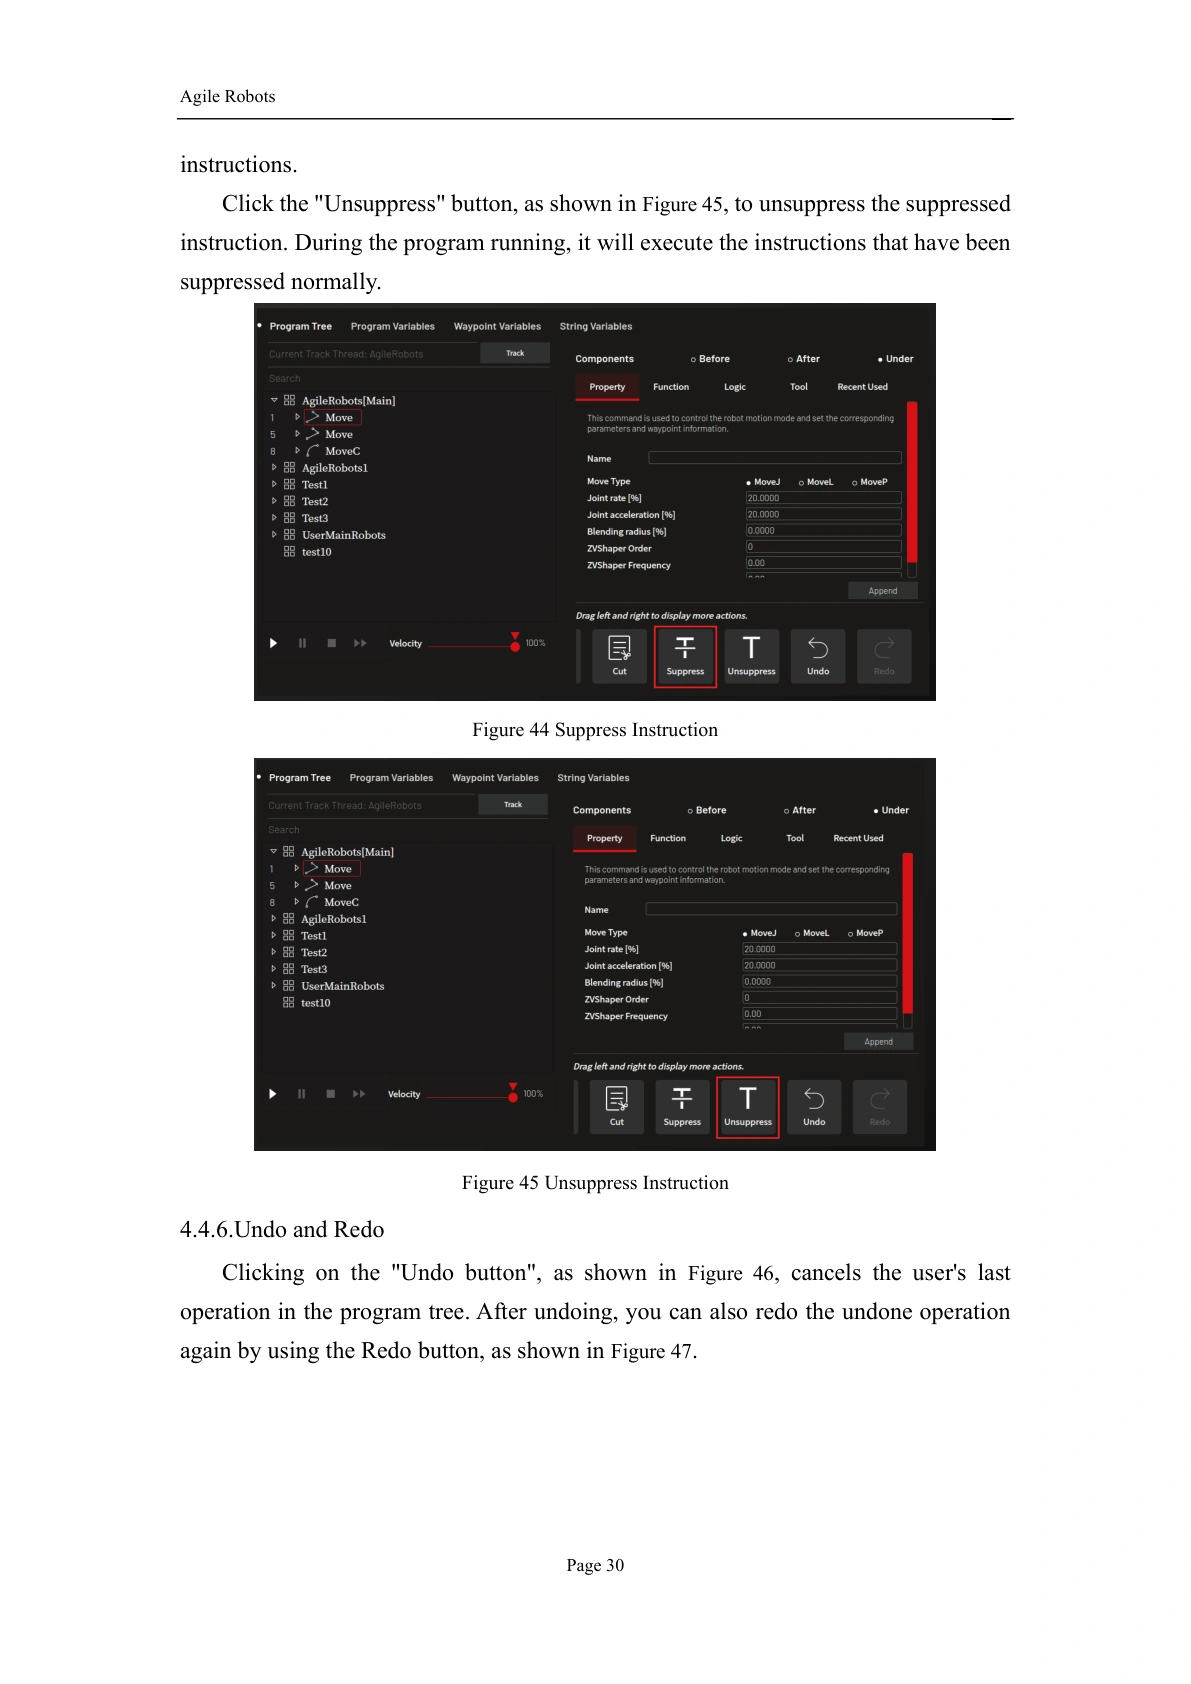 Agile Robots
instructions.
Click the "Unsuppress" button, as shown in Figure 45, to unsuppress the suppressed
instruction. During the program running, it will execute the instructions that have been
suppressed normally.
Program Tree Program Variables Waypoint Variables String Variables
Current Track Thread: AgileRobots Track
Search
Components Before After Under
Property Function Logic Tool Recent Used
AgileRobots[Main]
1 Move
5 Move
8 MoveC
AgileRobots1
Test1
Test2
Test3
UserMainRobots
test10
This command is used to control the robot motion mode and set the corresponding
parameters and waypoint information.
Name
Move Type MoveJ MoveL MoveP
Joint rate [%] 20.0000
Joint acceleration [%] 20.0000
Blending radius [%] 0.0000
ZVShaper Order 0
ZVShaper Frequency 0.00
Append
Drag left and right to display more actions.
Velocity 100%
Cut Suppress Unsuppress Undo Redo
Figure 44 Suppress Instruction
Program Tree Program Variables Waypoint Variables String Variables
Current Track Thread: AgileRobots Track
Search
Components Before After Under
Property Function Logic Tool Recent Used
AgileRobots[Main]
1 Move
5 Move
8 MoveC
AgileRobots1
Test1
Test2
Test3
UserMainRobots
test10
This command is used to control the robot motion mode and set the corresponding
parameters and waypoint information.
Name
Move Type MoveJ MoveL MoveP
Joint rate [%] 20.0000
Joint acceleration [%] 20.0000
Blending radius [%] 0.0000
ZVShaper Order 0
ZVShaper Frequency 0.00
Append
Drag left and right to display more actions.
Velocity 100%
Cut Suppress Unsuppress Undo Redo
Figure 45 Unsuppress Instruction
4.4.6.Undo and Redo
Clicking on the "Undo button", as shown in Figure 46, cancels the user's last
operation in the program tree. After undoing, you can also redo the undone operation
again by using the Redo button, as shown in Figure 47.
Page 30